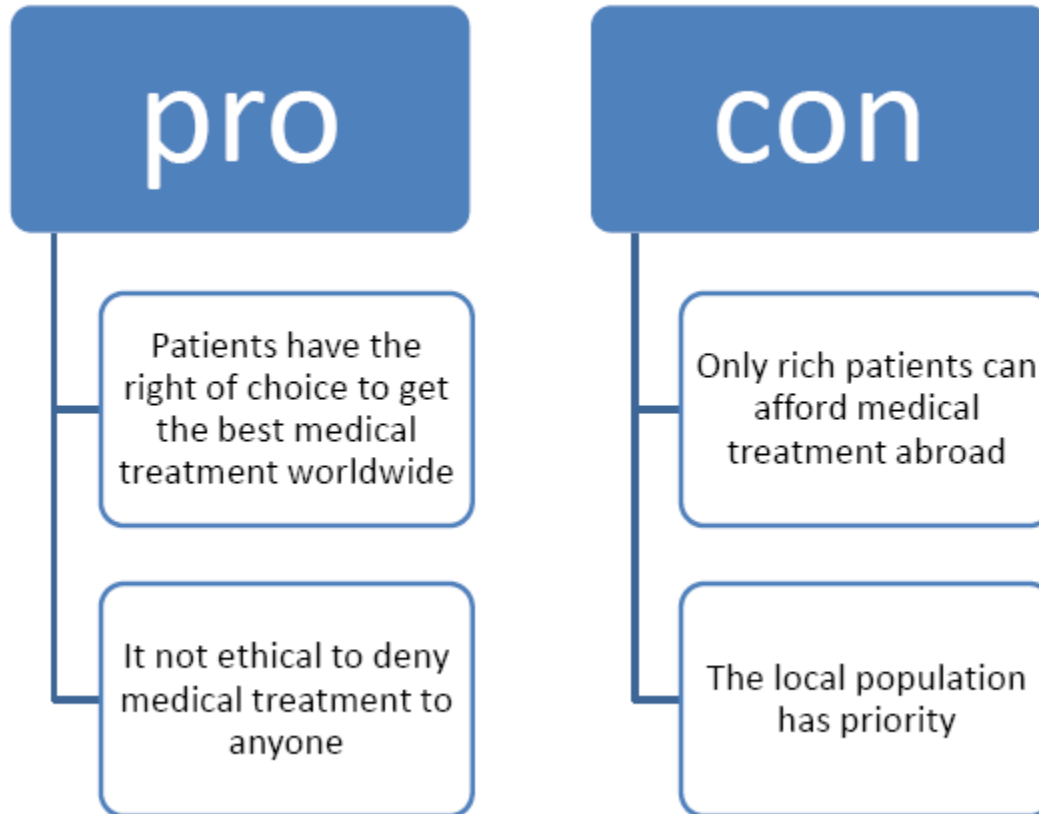 pro
Patients have the
right of choice to get
the best medical
treatment worldwide
It not ethical to deny
medical treatment to
anyone
con
Only rich patients can
afford medical
treatment abroad
The local population
has priority